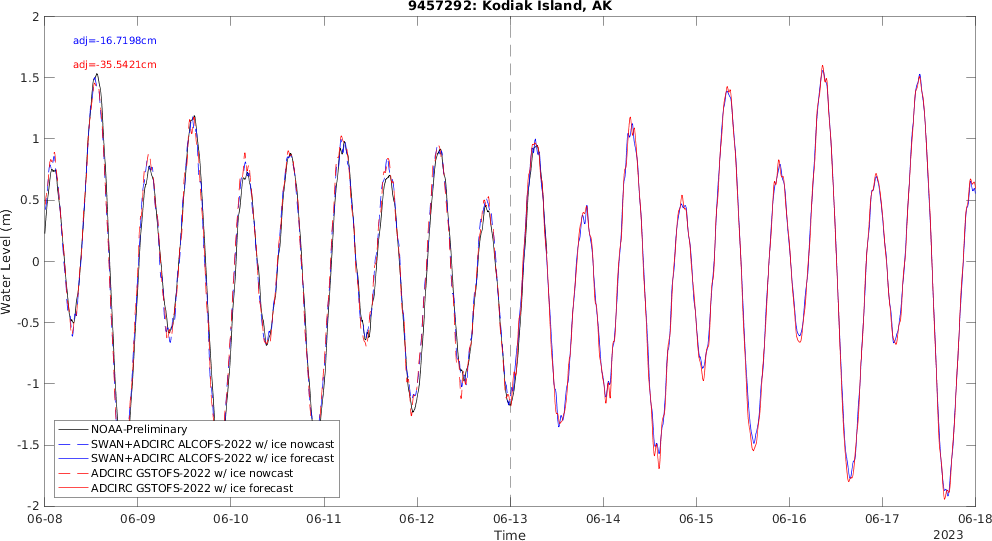 9457292: Kodiak Island, AK
adj=-16.7198cm
adj=-35.5421cm
Water Level (m)
2
1.5
1
0.5
0
-0.5
-1
-1.5
-2
NOAA-Preliminary
SWAN+ADCIRC ALCOFS-2022 w/ ice nowcast
SWAN+ADCIRC ALCOFS-2022 w/ ice forecast
ADCIRC GSTOFS-2022 w/ ice nowcast
ADCIRC GSTOFS-2022 w/ ice forecast
06-08 06-09 06-10 06-11 06-12 06-13 06-14 06-15 06-16 06-17 06-18
Time
2023